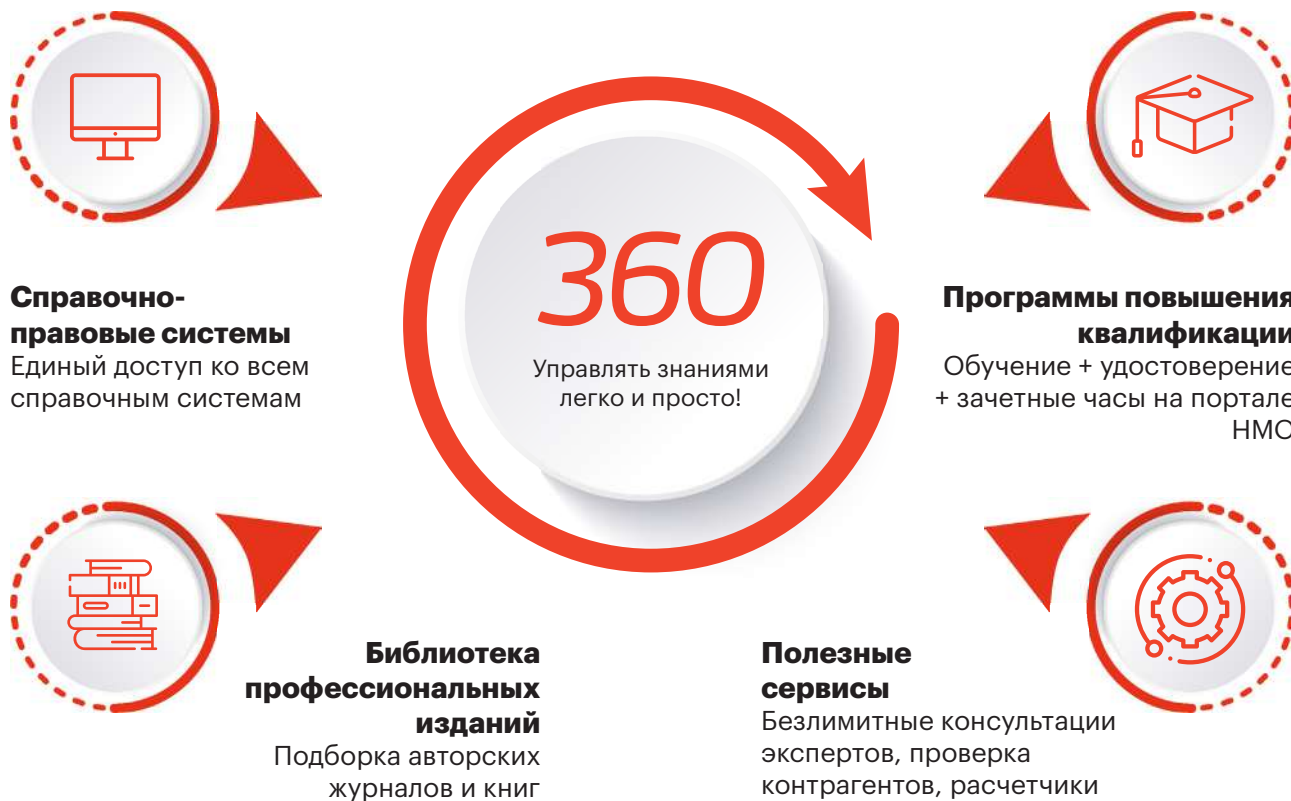 360
Управлять знаниями
легко и просто!
Справочно-
правовые системы
Единый доступ ко всем
справочным системам
Программы повышения
квалификации
Обучение + удостоверение
+ зачетные часы на портале
НМО
Библиотека
профессиональных
изданий
Подборка авторских
журналов и книг
Полезные
сервисы
Безлимитные консультации
экспертов, проверка
контрагентов, расчетчики